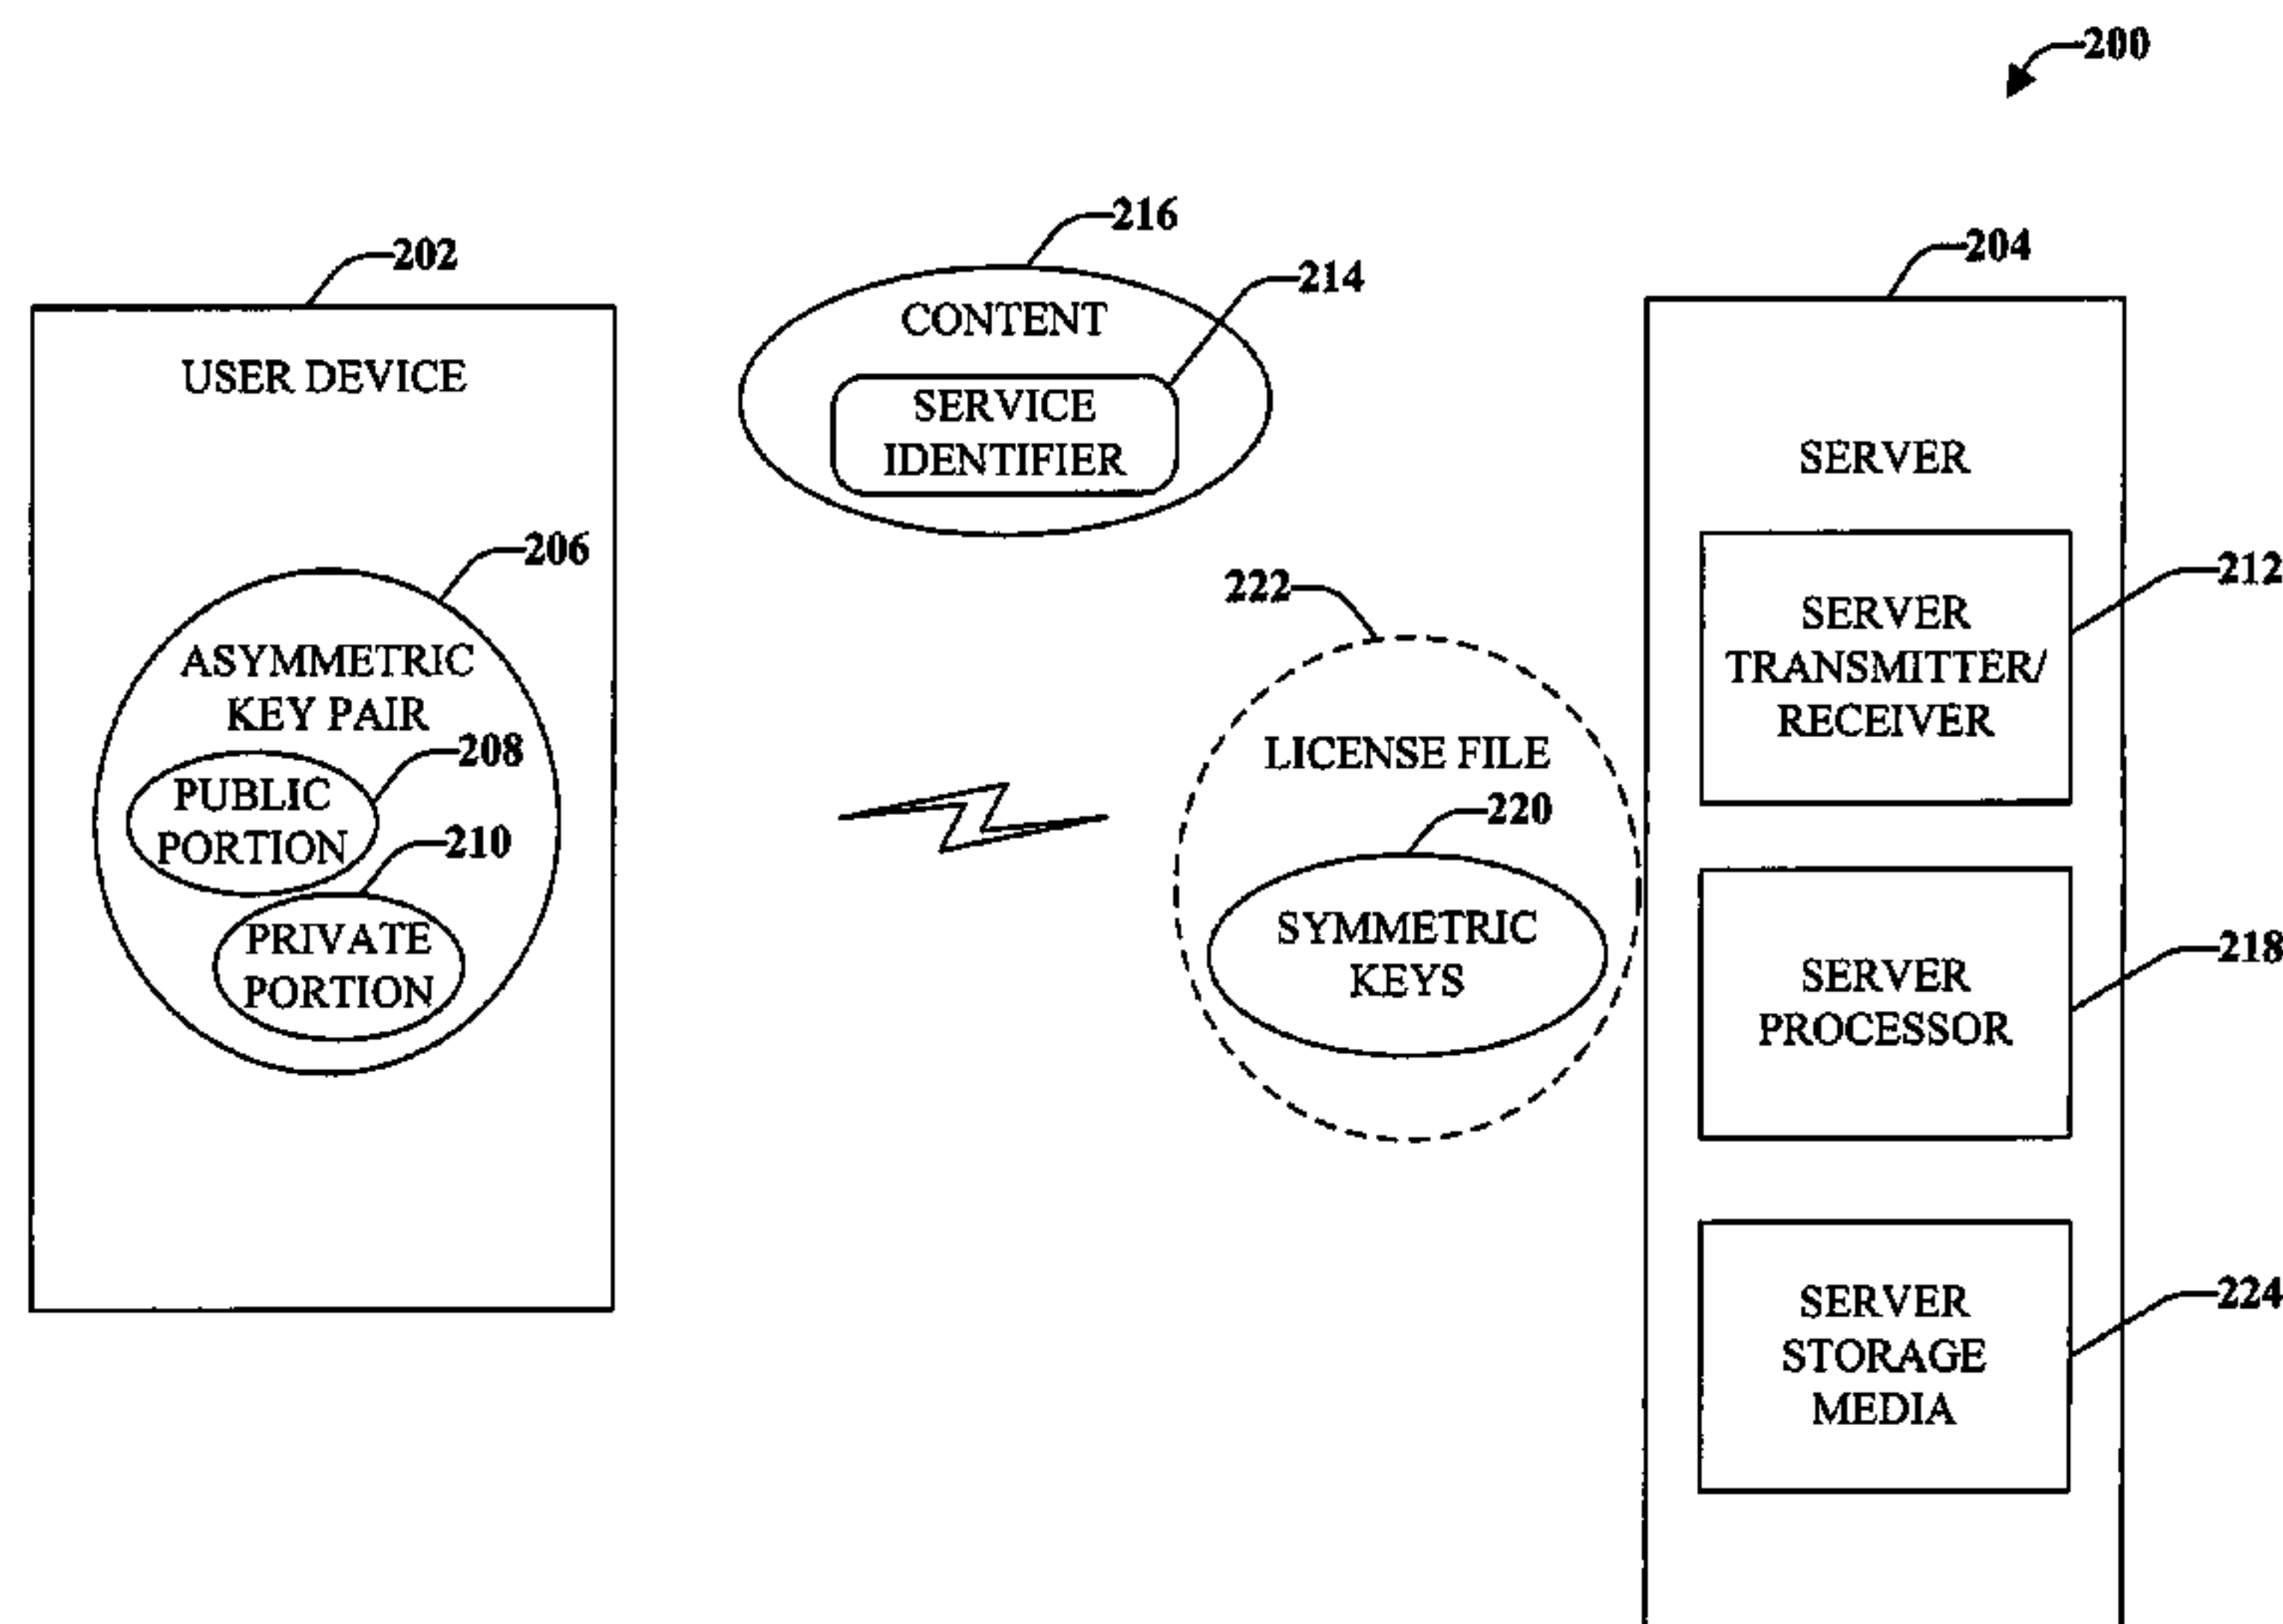 200
216
202
214
204
CONTENT
USER DEVICE
SERVICE
IDENTIFIER
SERVER
206
212
222
SERVER
TRANSMITTER/
RECEIVER
ASYMMETRIC
KEY PAIR
208
LICENSE FILE
PUBLIC
PORTION
220
210
PRIVATE
PORTION
SYMMETRIC
KEYS
218
SERVER
PROCESSOR
224
SERVER
STORAGE
MEDIA